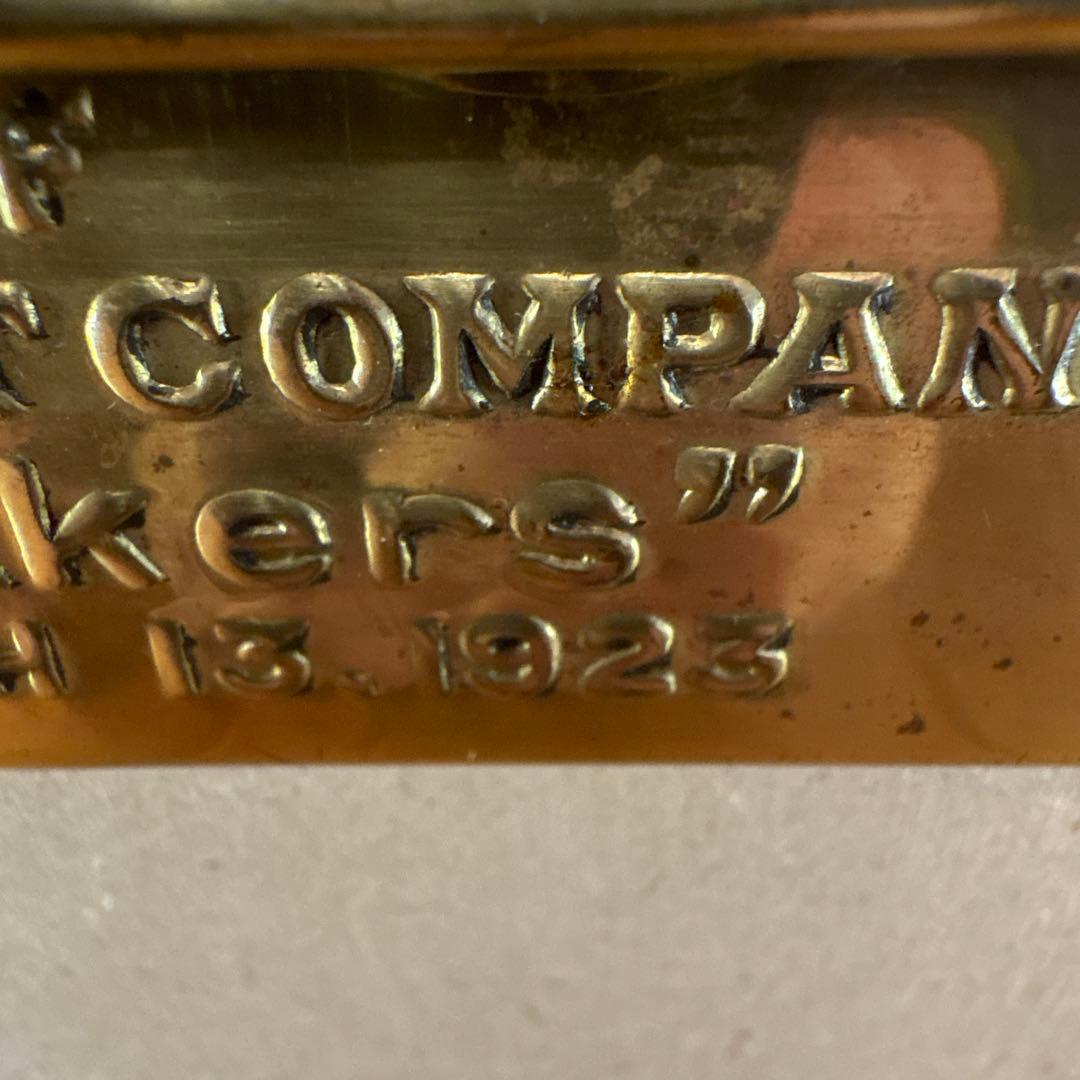 F
T COMPAN
kers”
H 13, 1923